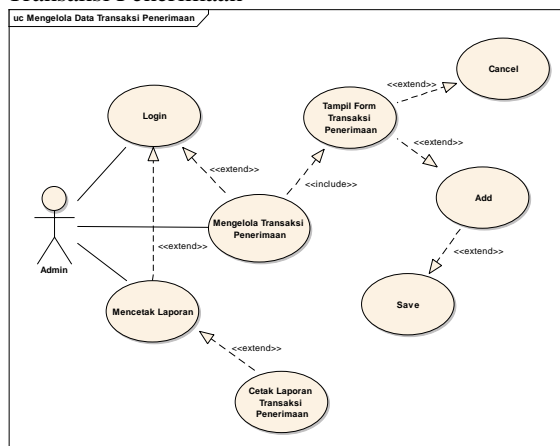 Transaksi Penerimaan
uc Mengelola Data Transaksi Penerimaan
Cancel
<<extend>>
Tampil Form
Transaksi
Penerimaan
Login
<<extend>>
<<extend>>
<<include>>
Add
Mengelola Transaksi
Penerimaan
<<extend>>
<<extend>>
Admin
Save
Mencetak Laporan
<<extend>>
Cetak Laporan
Transaksi
Penerimaan